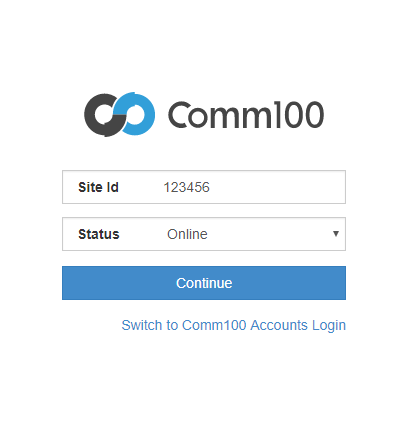 Comm100
Site Id 123456
Status Online
Continue
Switch to Comm100 Accounts Login